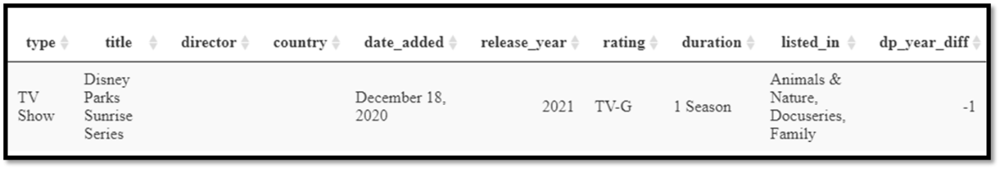 type title director country date_added release_year rating duration listed_in dp_year_diff
TV Show Disney Parks Sunrise Series December 18, 2020 2021 TV-G 1 Season Animals & Nature, Docuseries, Family -1